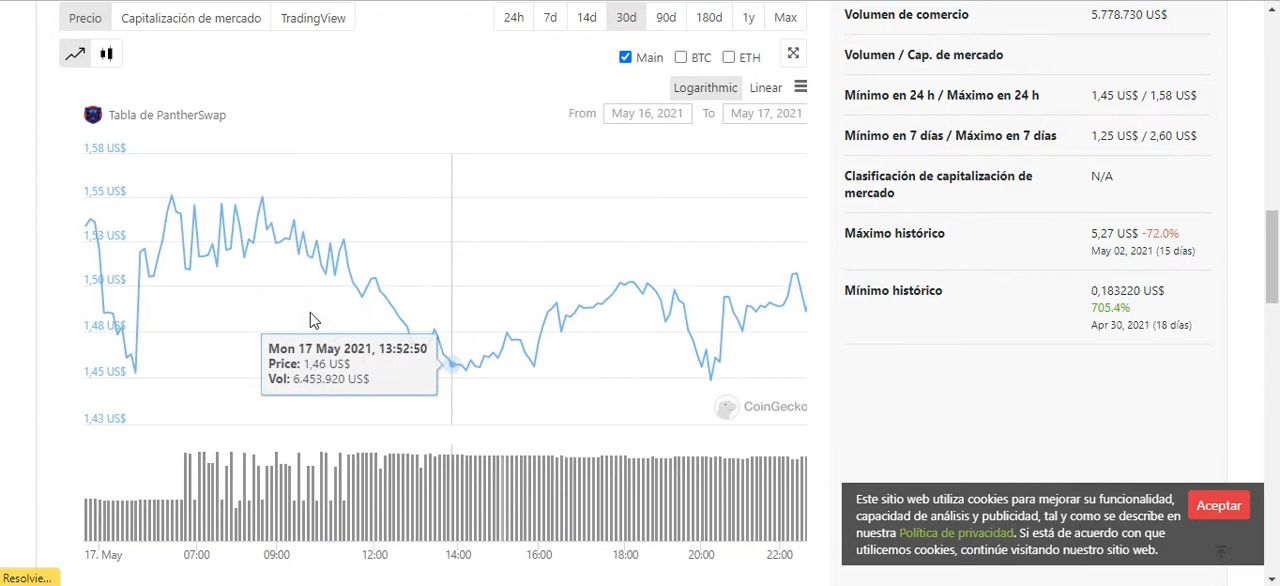 Precio Capitalización de mercado TradingView
24h 7d 14d 30d 90d 180d 1y Max
Main BTC ETH
Logarithmic Linear
Tabla de PantherSwap
From May 16, 2021 To May 17, 2021
1,58 US$
1,55 US$
1,53 US$
1,50 US$
1,48 US$
1,45 US$
1,43 US$
Mon 17 May 2021, 13:52:50
Price: 1,46 US$
Vol: 6.453.920 US$
CoinGecko
17. May 07:00 09:00 12:00 14:00 16:00 18:00 20:00 22:00
Resolvie...
Volumen de comercio 5.778.730 US$
Volumen / Cap. de mercado
Mínimo en 24 h / Máximo en 24 h 1,45 US$ / 1,58 US$
Mínimo en 7 días / Máximo en 7 días 1,25 US$ / 2,60 US$
Clasificación de capitalización de N/A
mercado
Máximo histórico 5,27 US$ -72.0%
May 02, 2021 (15 días)
Mínimo histórico 0,183220 US$
705.4%
Apr 30, 2021 (18 días)
Este sitio web utiliza cookies para mejorar su funcionalidad,
capacidad de análisis y publicidad, tal y como se describe en
nuestra Política de privacidad. Si está de acuerdo con que
utilicemos cookies, continúe visitando nuestro sitio web.
Aceptar